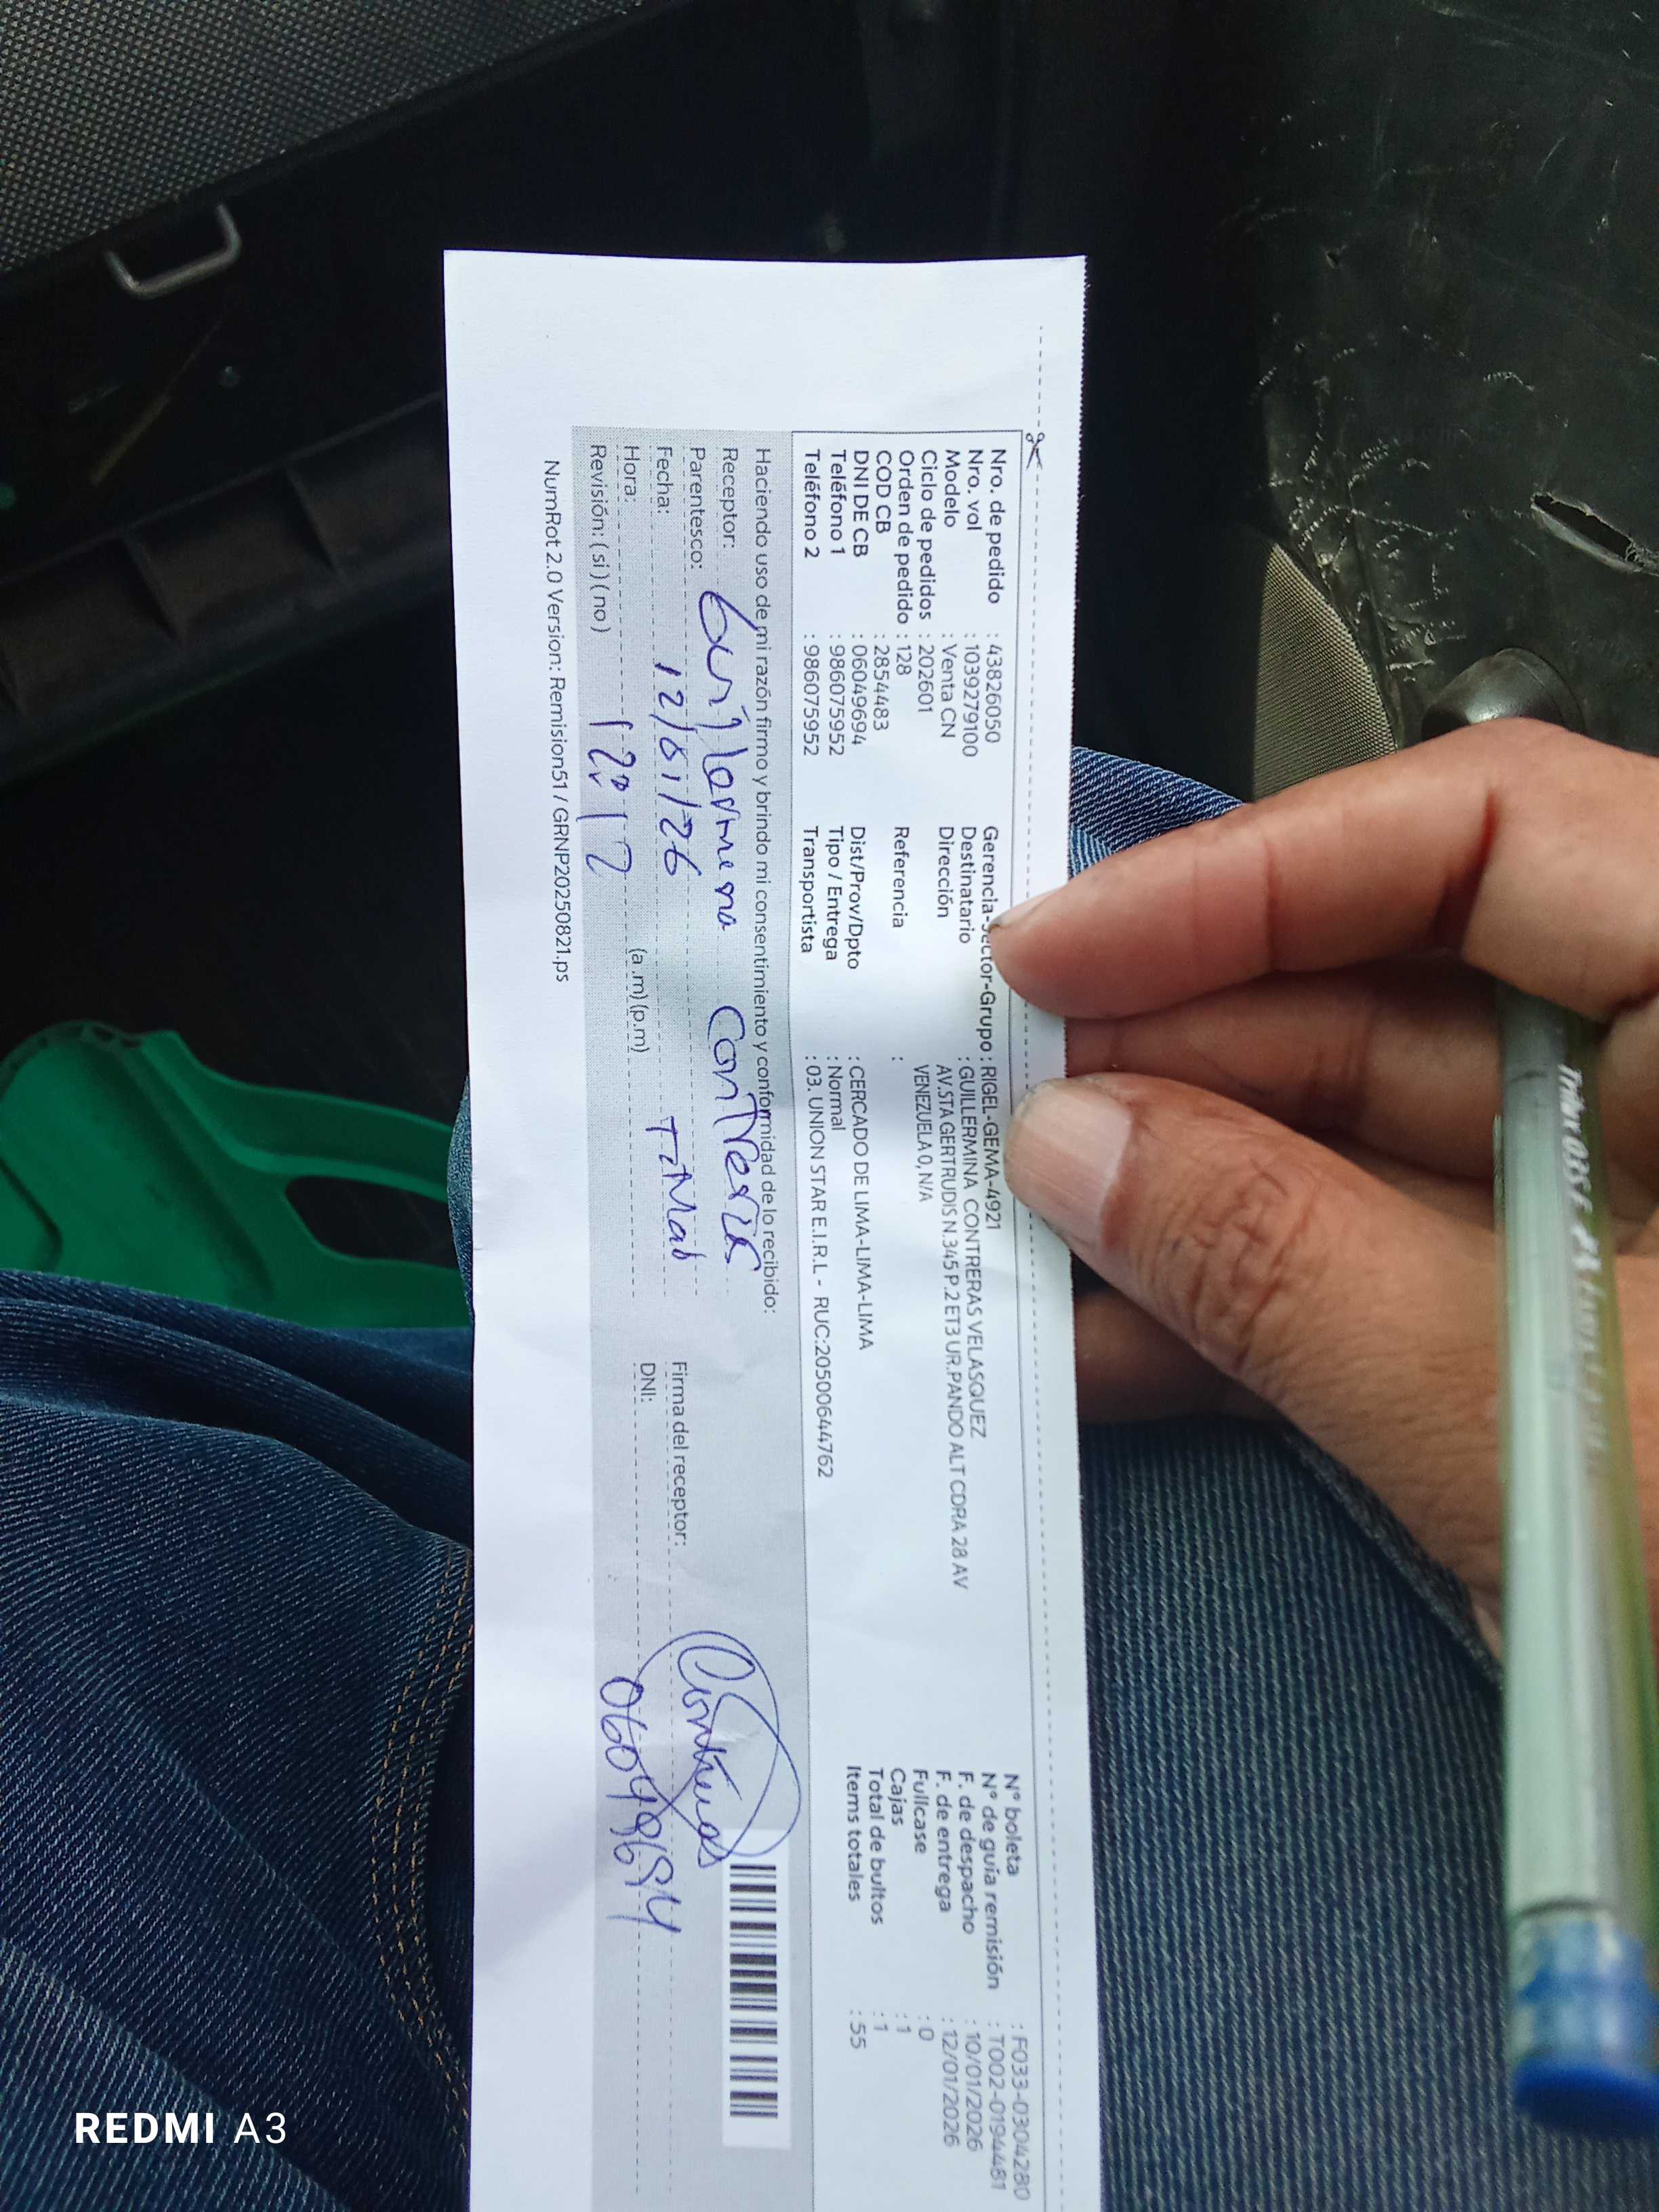 Nro. de pedido : 43826050
Nro. vol : 1039279100
Modelo : Venta CN
Ciclo de pedidos : 202601
Orden de pedido : 128
COD CB : 2854483
DNI DE CB : 06049694
Teléfono 1 : 986075952
Teléfono 2 : 986075952
Gerencia-Sector-Grupo : RIGEL-GEMA-4921
Destinatario : GUILLERMINA CONTRERAS VELASQUEZ
Dirección : AV.STA GERTRUDIS N.345 P.2 ET3 UR.PANDO ALT CDRA 28 AV
VENEZUELA 0, N/A
Referencia :
Dist/Prov/Dpto : CERCADO DE LIMA-LIMA-LIMA
Tipo / Entrega : Normal
Transportista : 03. UNION STAR E.I.R.L - RUC:20500644762
N° boleta : F033-0304280
N° de guía remisión : T002-0194481
F. de despacho : 10/01/2026
F. de entrega : 12/01/2026
Fullcase : 0
Cajas : 1
Total de bultos : 1
Items totales : 55
Haciendo uso de mi razón firmo y brindo mi consentimiento y conformidad de lo recibido:
Receptor: Guillermina Contreras
Parentesco:
Fecha: 12/01/26
Hora: 12:17 (a .m) (p.m)
Revisión: ( si ) ( no )
Firma del receptor: Contreras
DNI: 06049694
NumRot 2.0 Version: Remision51 / GRNP20250821.ps
REDMI A3